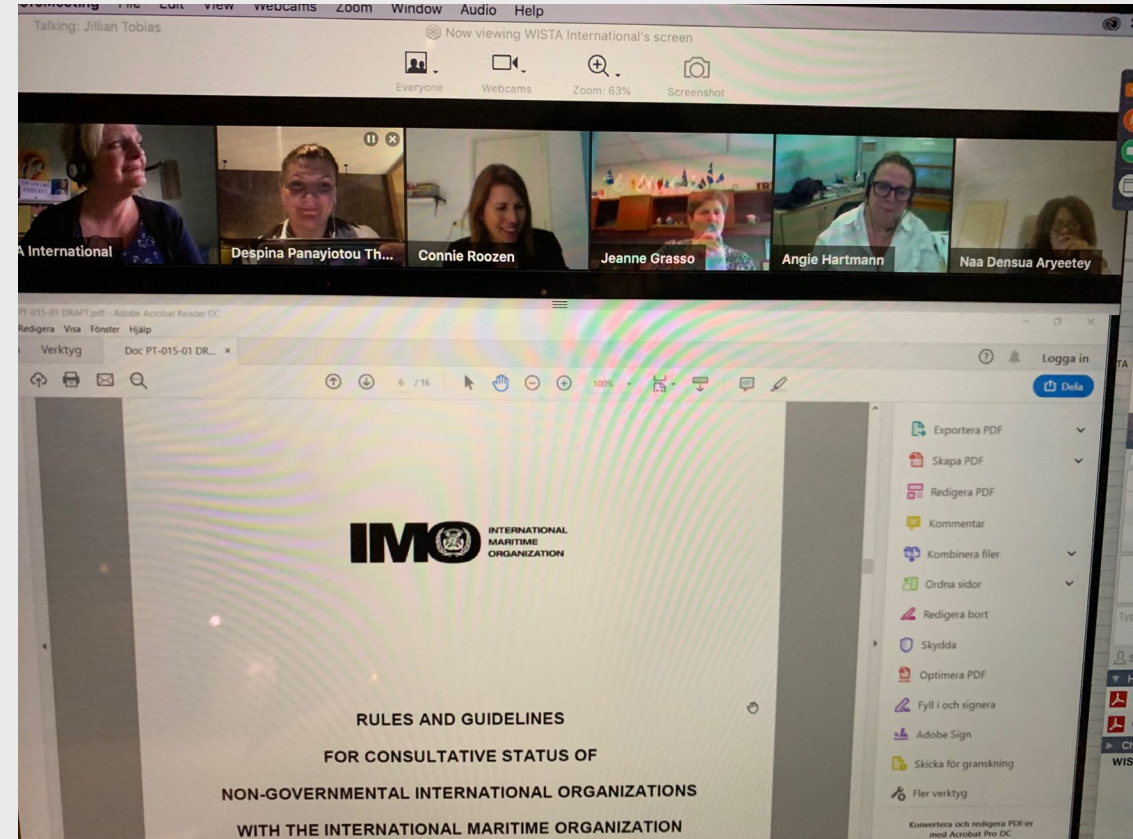 File Edit View Webcams Zoom Window Audio Help
Talking: Jillian Tobias
Now viewing WISTA International's screen
Everyone
Webcams
Zoom: 63%
Screenshot
A International
Despina Panayiotou Th...
Connie Roozen
Jeanne Grasso
Angie Hartmann
Naa Densua Aryeetey
PT-015-01 DRAFT.pdf - Adobe Acrobat Reader DC
Redigera Visa Fönster Hjälp
Verktyg
Doc PT-015-01 DR... ×
Logga in
6 / 16
100%
Dela
Exportera PDF
Skapa PDF
Redigera PDF
Kommentar
Kombinera filer
Ordna sidor
Redigera bort
Skydda
Optimera PDF
Fyll i och signera
Adobe Sign
Skicka för granskning
Fler verktyg
Konvertera och redigera PDF:er
med Acrobat Pro DC
IMO
INTERNATIONAL
MARITIME
ORGANIZATION
RULES AND GUIDELINES
FOR CONSULTATIVE STATUS OF
NON-GOVERNMENTAL INTERNATIONAL ORGANIZATIONS
WITH THE INTERNATIONAL MARITIME ORGANIZATION
TA
WIS